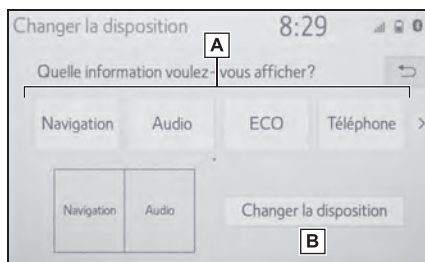 Changer la disposition 8:29 0
A
Quelle information voulez-vous afficher?
Navigation Audio ECO Téléphone >
Navigation Audio Changer la disposition
B